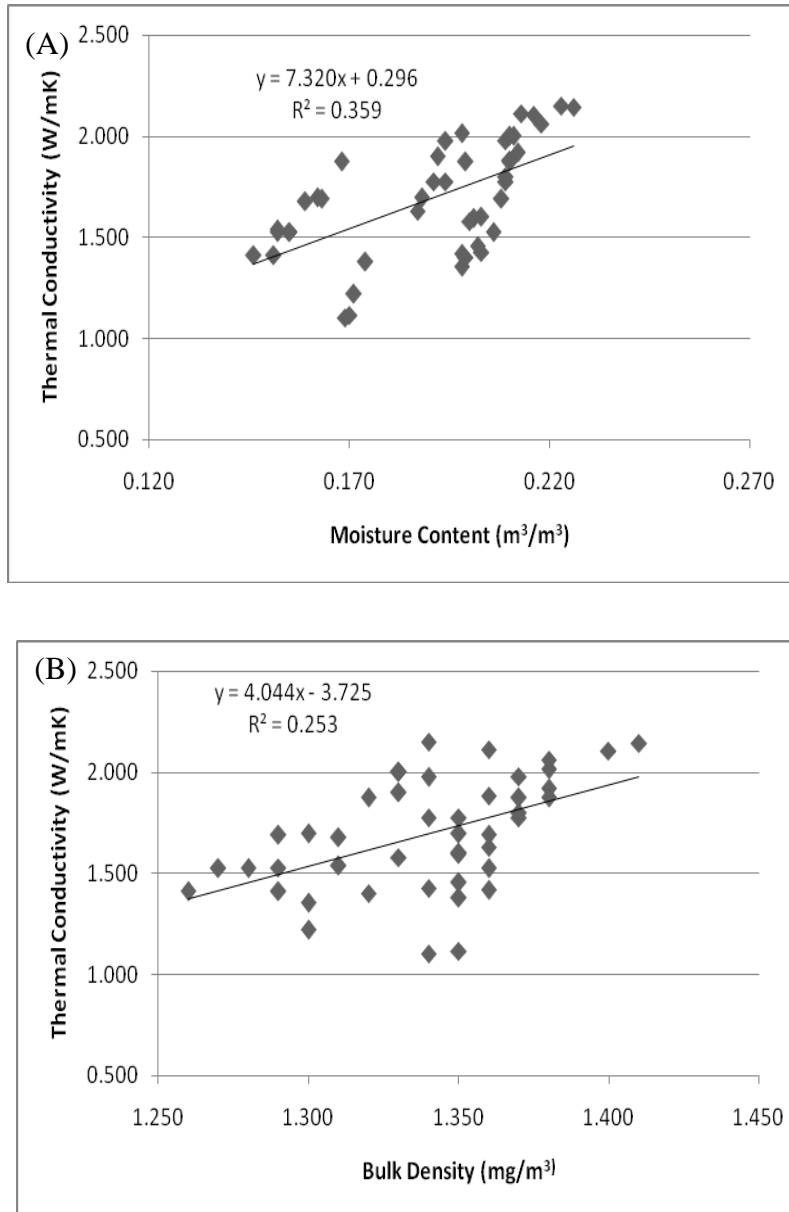 (A)
2.500
2.000
1.500
1.000
0.500
Thermal Conductivity (W/mK)
y = 7.320x + 0.296
R² = 0.359
0.120 0.170 0.220 0.270
Moisture Content (m³/m³)
(B)
2.500
2.000
1.500
1.000
0.500
Thermal Conductivity (W/mK)
y = 4.044x - 3.725
R² = 0.253
1.250 1.300 1.350 1.400 1.450
Bulk Density (mg/m³)